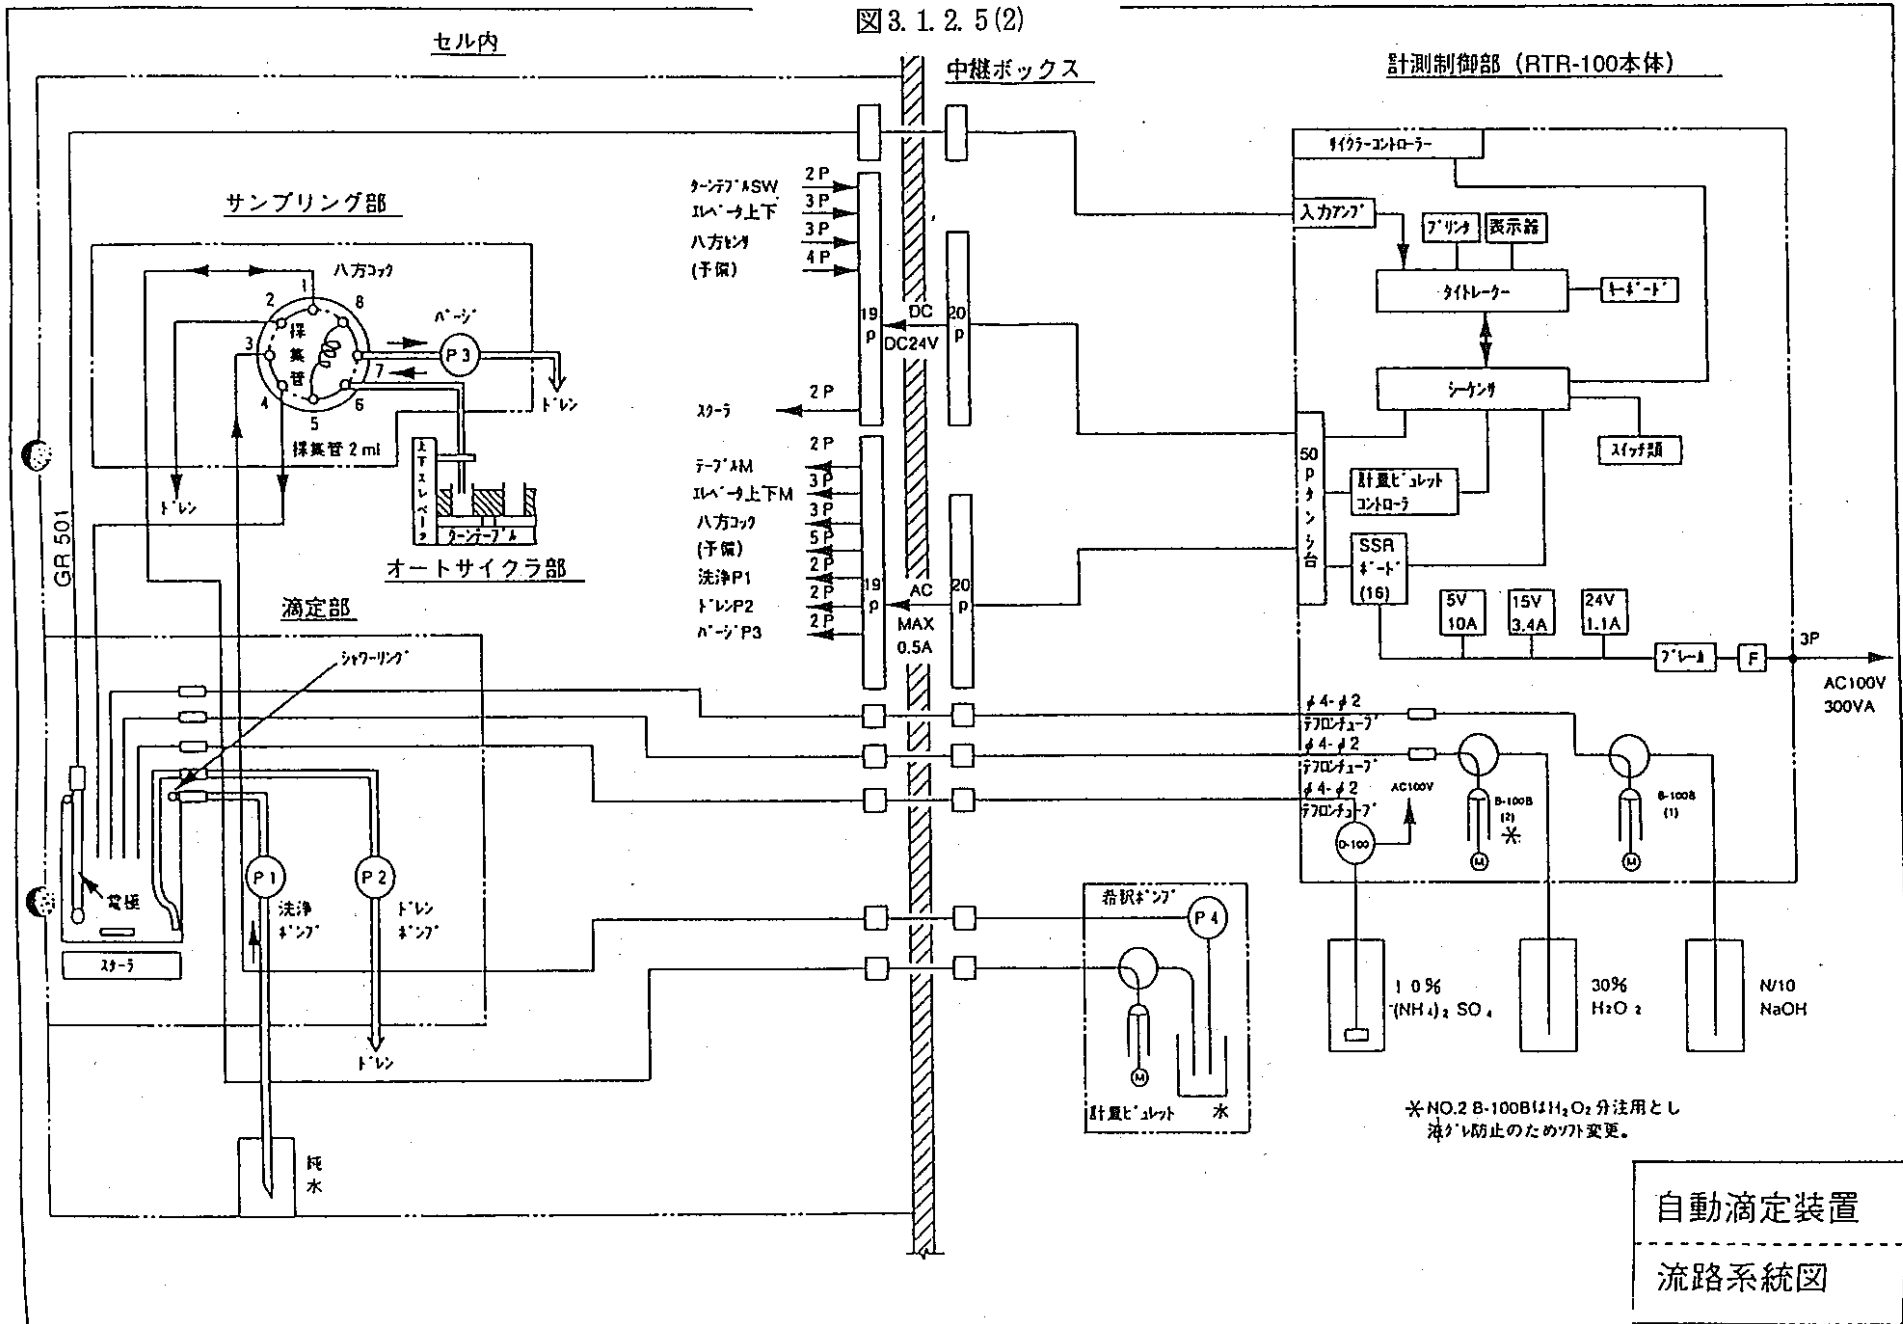 図3.1.2.5(2)
セル内
中継ボックス
計測制御部 (RTR-100本体)
サンプリング部
八方コック
1
2
3
4
5
6
7
8
採集管
パージ
P3
ドレン
採集管 2ml
ドレン
ターンテーブル
オートサイクラ部
GR 501
滴定部
シャワーリング
電極
スターラ
P1
洗浄
ポンプ
P2
ドレン
ポンプ
ドレン
純水
ターンテブルSW 2P
エレベータ上下 3P
八方センサ 3P
(予備) 4P
スターラ 2P
19p
DC
DC24V
20p
テーブルM 2P
エレベータ上下M 3P
八方コック 3P
(予備) 5P
洗浄P1 2P
ドレンP2 2P
パージP3 2P
19p
AC
MAX
0.5A
20p
希釈ポンプ
P4
計量ビュレット
水
サイクラーコントローラー
入力アンプ
プリンタ
表示器
タイトレーター
キーボード
シーケンサ
スイッチ類
50pタンシ台
計量ビュレット
コントローラ
SSR
ボード
(16)
5V
10A
15V
3.4A
24V
1.1A
F
3P
AC100V
300VA
φ4-φ2
テフロンチューブ
φ4-φ2
テフロンチューブ
φ4-φ2
テフロンチューブ
AC100V
D-100
B-100B
(2)
※
M
B-100B
(1)
M
M
10%
(NH₄)₂ SO₄
30%
H₂O₂
N/10
NaOH
※NO.2 B-100BはH₂O₂分注用とし
液ダレ防止のためソフト変更。
自動滴定装置
流路系統図